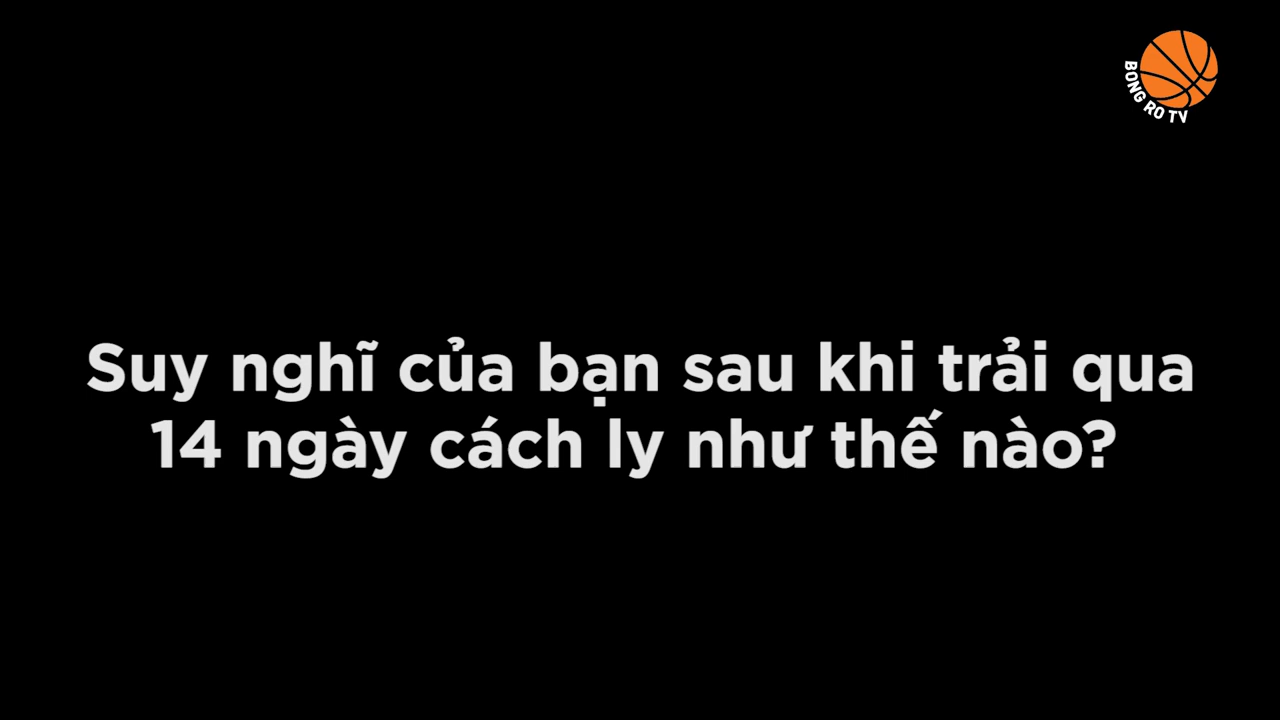 BONG RO TV
Suy nghĩ của bạn sau khi trải qua
14 ngày cách ly như thế nào?